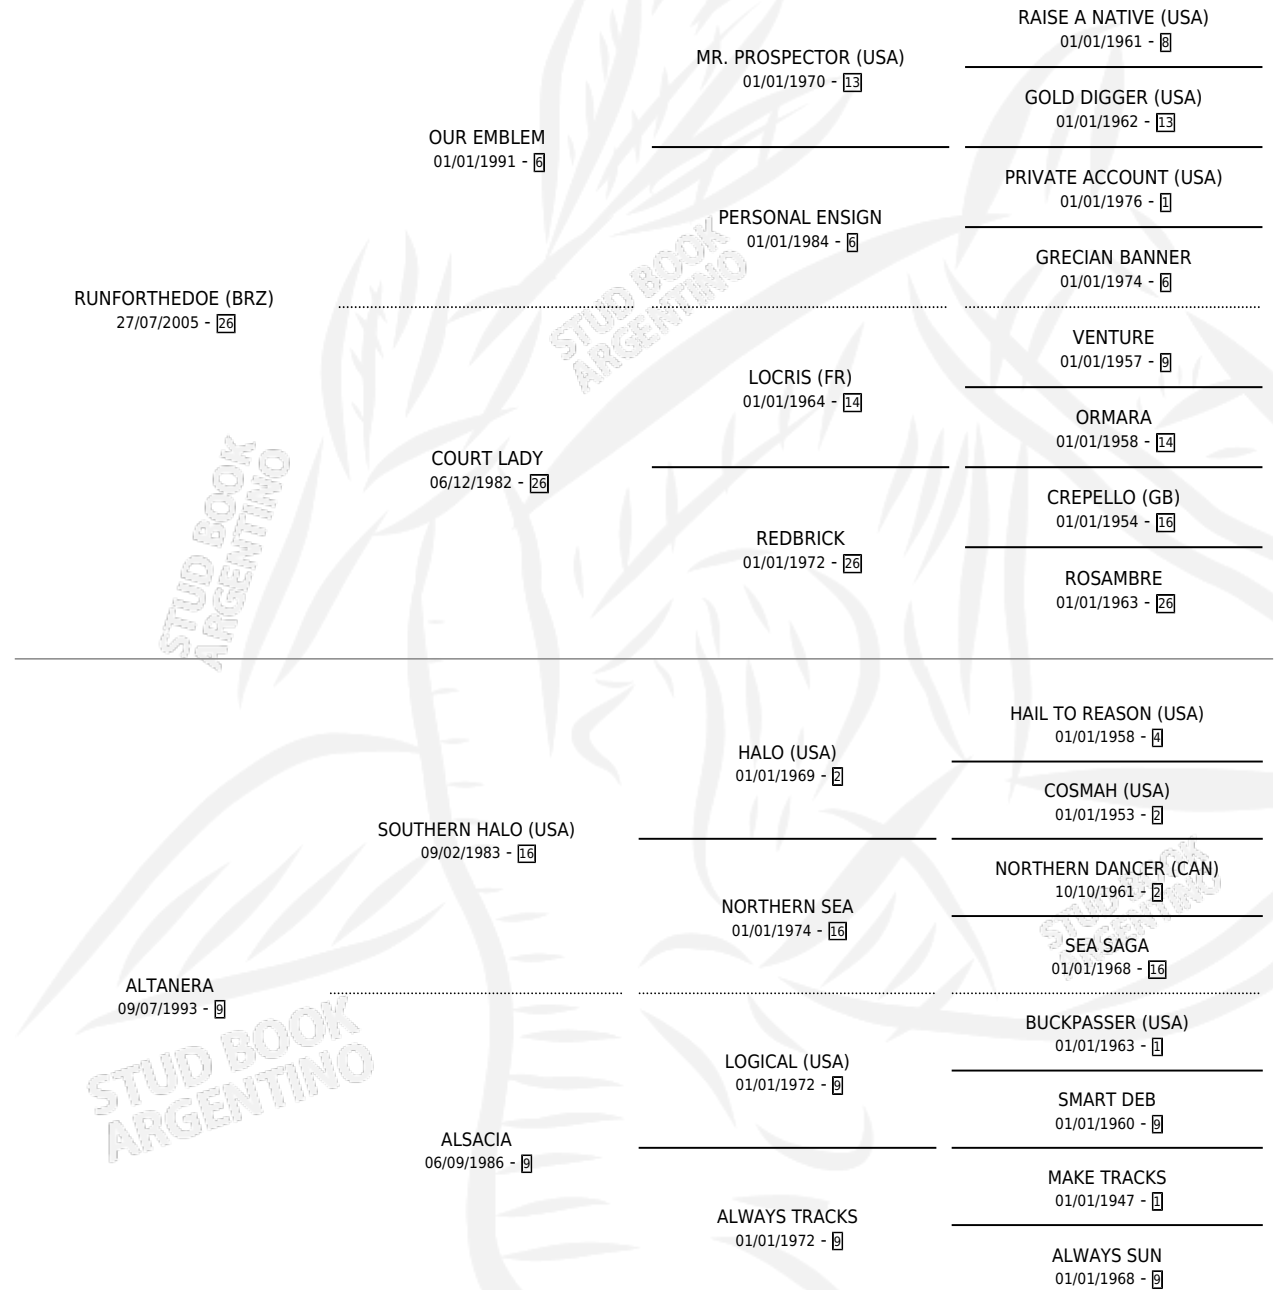 RAISE A NATIVE (USA)
01/01/1961 - 8
MR. PROSPECTOR (USA)
01/01/1970 - 13
GOLD DIGGER (USA)
01/01/1962 - 13
OUR EMBLEM
01/01/1991 - 6
PRIVATE ACCOUNT (USA)
01/01/1976 - 1
PERSONAL ENSIGN
01/01/1984 - 6
GRECIAN BANNER
01/01/1974 - 6
RUNFORTHEDOE (BRZ)
27/07/2005 - 26
STUD BOOK
ARGENTINO
VENTURE
01/01/1957 - 9
LOCRIS (FR)
01/01/1964 - 14
ORMARA
01/01/1958 - 14
COURT LADY
06/12/1982 - 26
CREPELLO (GB)
01/01/1954 - 16
REDBRICK
01/01/1972 - 26
ROSAMBRE
01/01/1963 - 26
STUD BOOK
ARGENTINO
HAIL TO REASON (USA)
01/01/1958 - 4
HALO (USA)
01/01/1969 - 2
COSMAH (USA)
01/01/1953 - 2
SOUTHERN HALO (USA)
09/02/1983 - 16
NORTHERN DANCER (CAN)
10/10/1961 - 2
NORTHERN SEA
01/01/1974 - 16
STUD BOOK
ARGENTINO
SEA SAGA
01/01/1968 - 16
ALTANERA
09/07/1993 - 9
STUD BOOK
ARGENTINO
BUCKPASSER (USA)
01/01/1963 - 1
LOGICAL (USA)
01/01/1972 - 9
SMART DEB
01/01/1960 - 9
ALSACIA
06/09/1986 - 9
MAKE TRACKS
01/01/1947 - 1
ALWAYS TRACKS
01/01/1972 - 9
ALWAYS SUN
01/01/1968 - 9